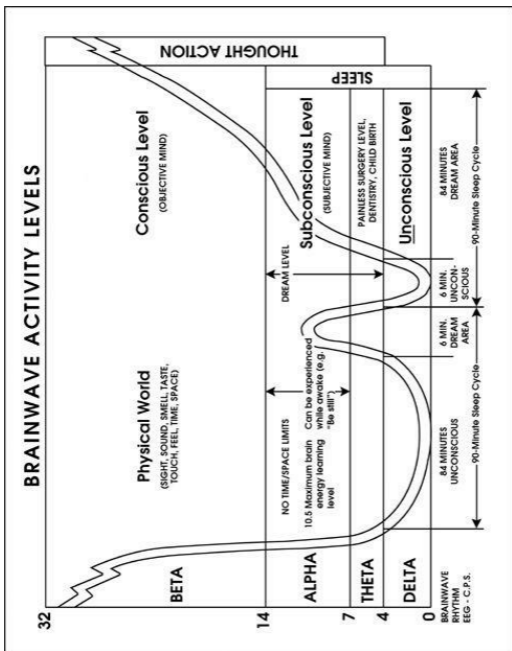 BRAINWAVE ACTIVITY LEVELS
32
14
7
4
0
BETA
ALPHA
THETA
DELTA
BRAINWAVE
RHYTHM
EEG - C.P.S.
Physical World
(SIGHT, SOUND, SMELL, TASTE,
TOUCH, FEEL, TIME, SPACE)
Conscious Level
(OBJECTIVE MIND)
THOUGHT ACTION
SLEEP
NO TIME/SPACE LIMITS
10.5 Maximum brain
energy learning
level
Can be experienced
while awake (e.g.
"Be still")
DREAM LEVEL
Subconscious Level
(SUBJECTIVE MIND)
PAINLESS SURGERY LEVEL,
DENTISTRY, CHILD BIRTH
Unconscious Level
84 MINUTES
UNCONSCIOUS
6 MIN.
DREAM
AREA
6 MIN.
UNCON-
SCIOUS
84 MINUTES
DREAM AREA
90-Minute Sleep Cycle
90-Minute Sleep Cycle